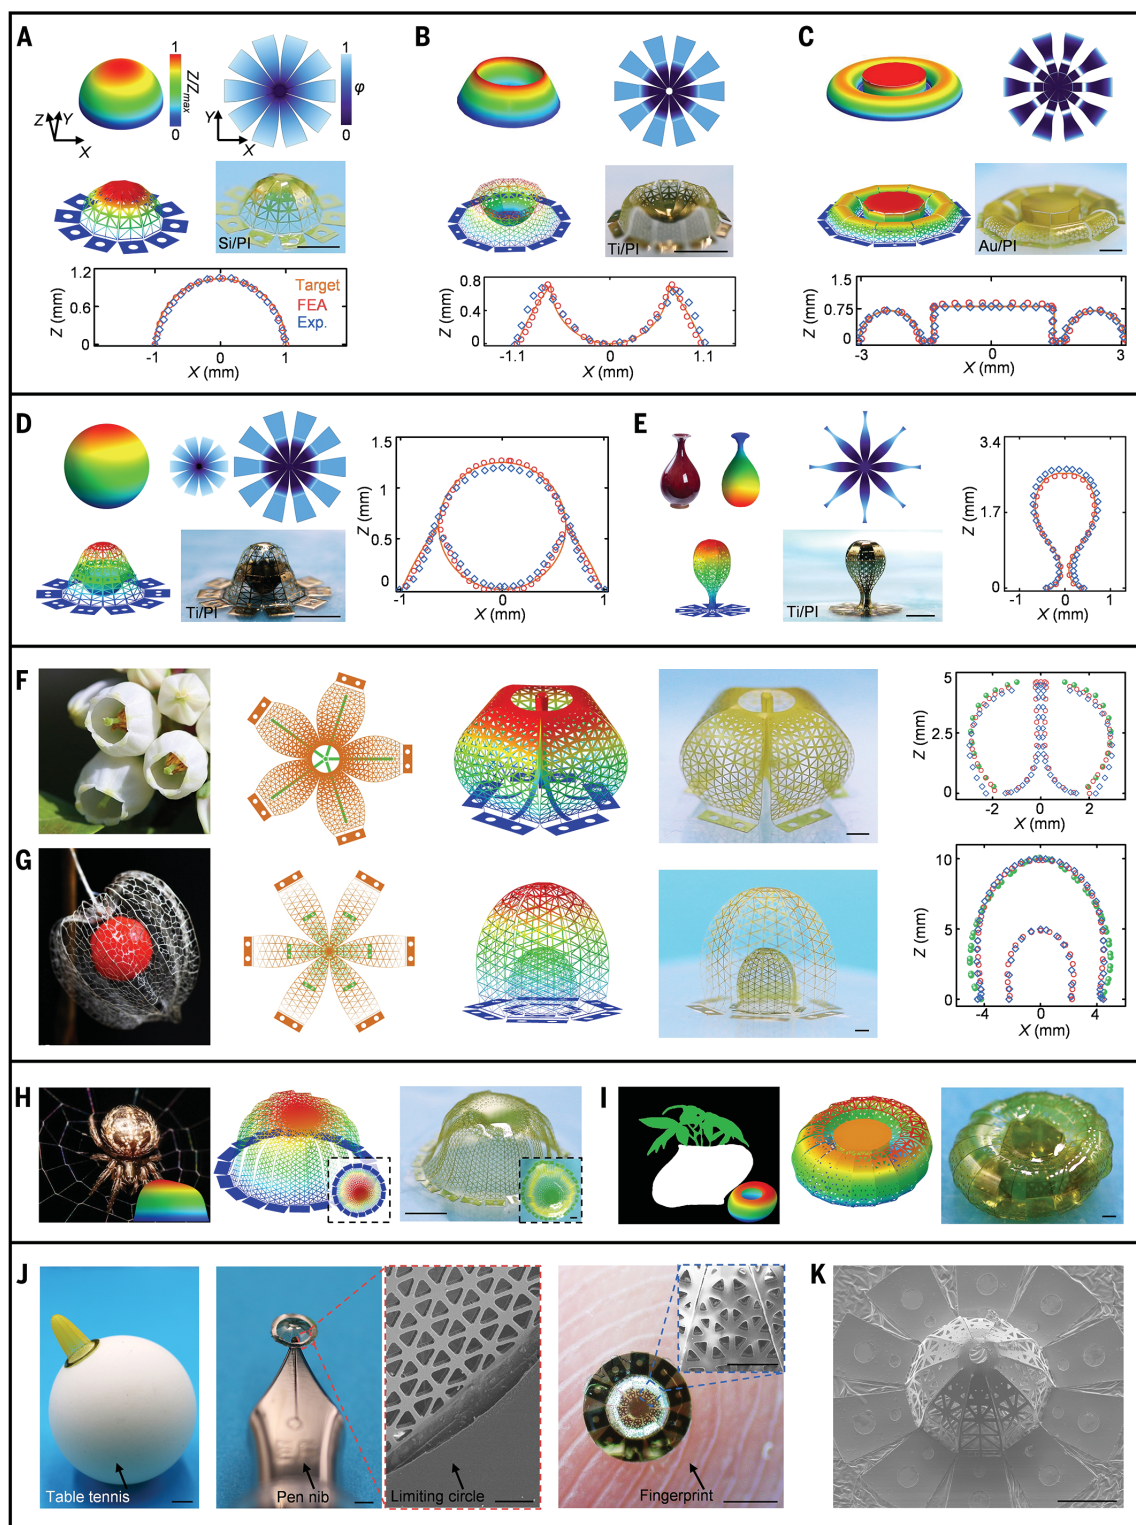 A
1
Z/Zmax
0
Z
Y
X
Y
X
1
φ
0
Si/PI
1.2
0.6
0
Z (mm)
Target
FEA
Exp.
-1
0
1
X (mm)
B
Ti/PI
0.8
0.4
0
Z (mm)
-1.1
0
1.1
X (mm)
C
Au/PI
1.5
0.75
0
Z (mm)
-3
0
3
X (mm)
D
Ti/PI
1.5
1
0.5
0
Z (mm)
-1
0
1
X (mm)
E
Ti/PI
3.4
1.7
0
Z (mm)
-1
0
1
X (mm)
F
5
2.5
0
Z (mm)
-2
0
2
X (mm)
G
10
5
0
Z (mm)
-4
0
4
X (mm)
H
I
J
Table tennis
Pen nib
Limiting circle
Fingerprint
K